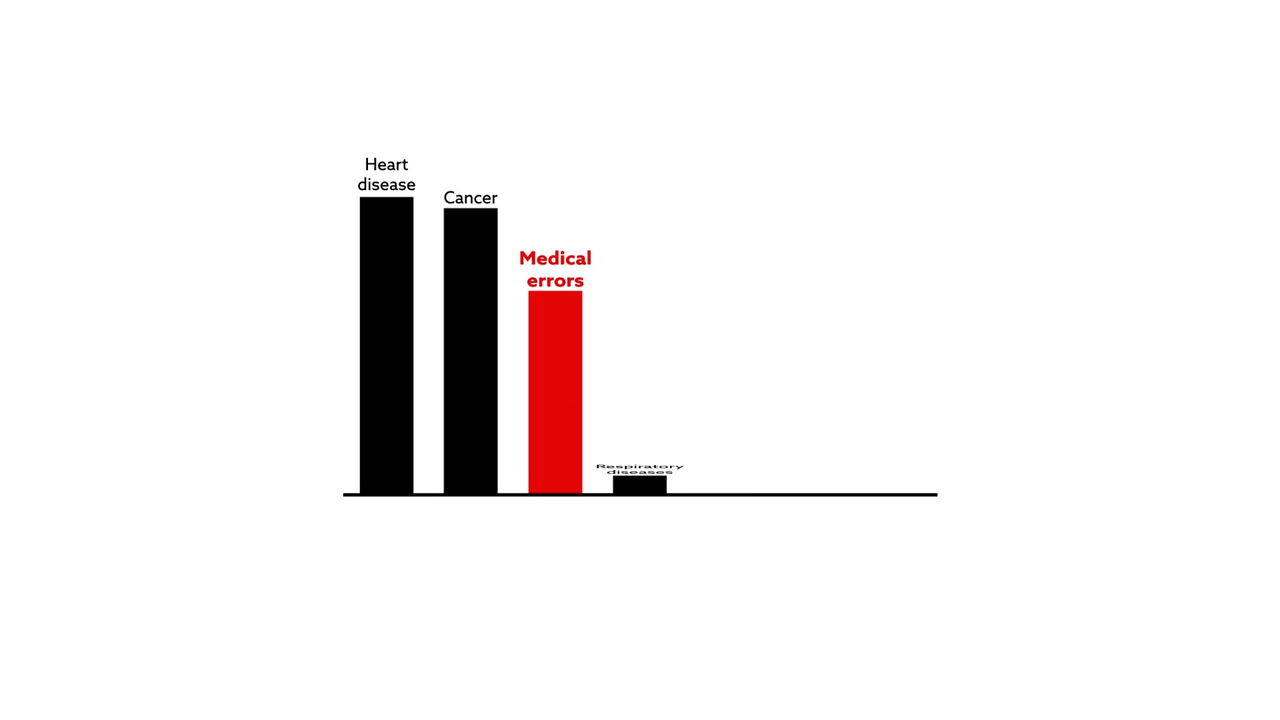 Heart
disease
Cancer
Medical
errors
Respiratory
diseases